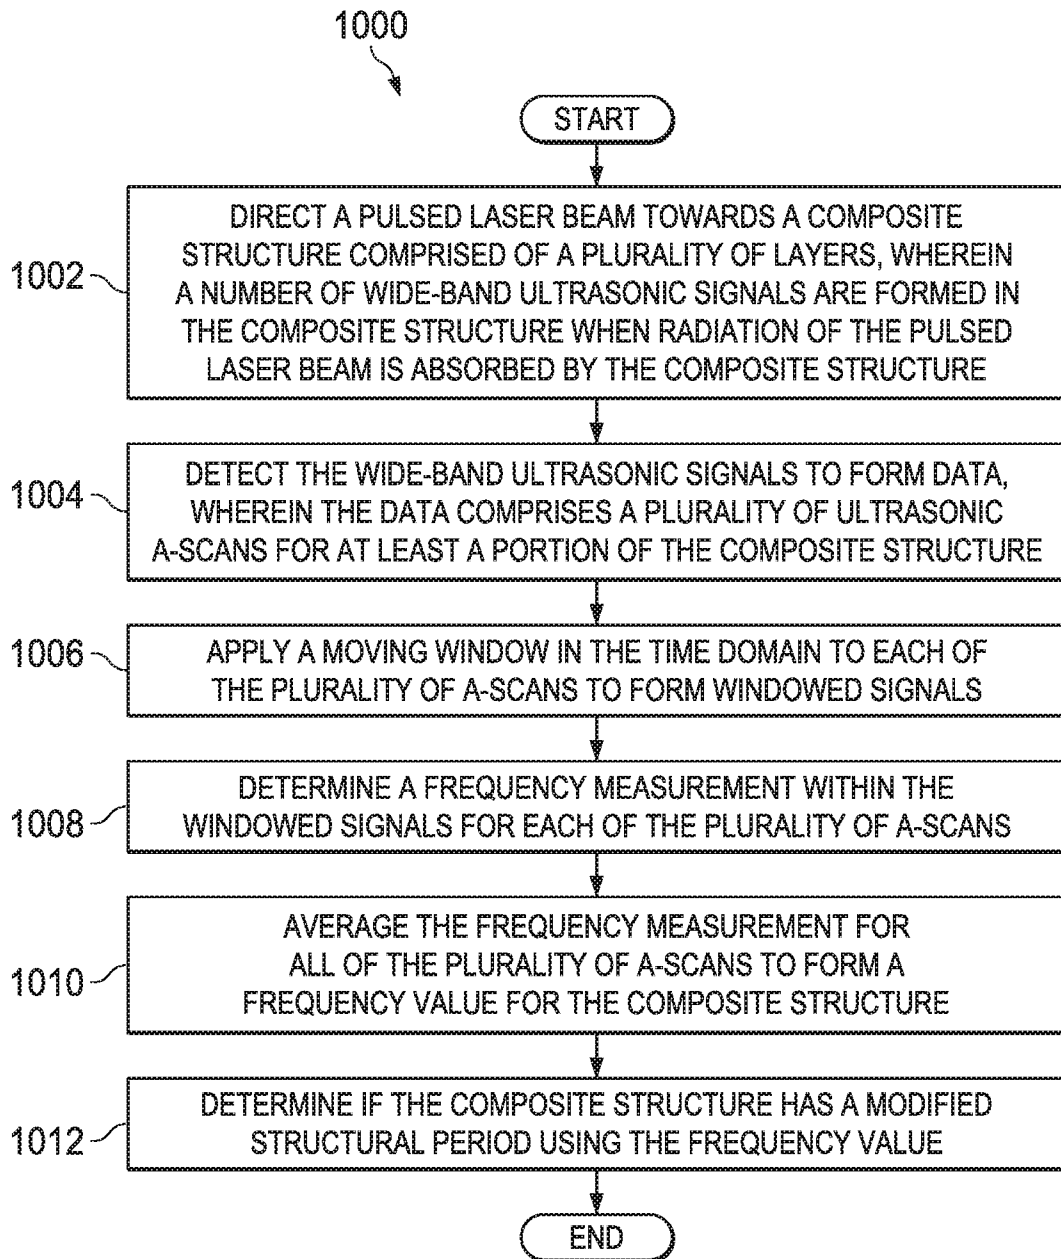 1000
START
1002
DIRECT A PULSED LASER BEAM TOWARDS A COMPOSITE
STRUCTURE COMPRISED OF A PLURALITY OF LAYERS, WHEREIN
A NUMBER OF WIDE-BAND ULTRASONIC SIGNALS ARE FORMED IN
THE COMPOSITE STRUCTURE WHEN RADIATION OF THE PULSED
LASER BEAM IS ABSORBED BY THE COMPOSITE STRUCTURE
1004
DETECT THE WIDE-BAND ULTRASONIC SIGNALS TO FORM DATA,
WHEREIN THE DATA COMPRISES A PLURALITY OF ULTRASONIC
A-SCANS FOR AT LEAST A PORTION OF THE COMPOSITE STRUCTURE
1006
APPLY A MOVING WINDOW IN THE TIME DOMAIN TO EACH OF
THE PLURALITY OF A-SCANS TO FORM WINDOWED SIGNALS
1008
DETERMINE A FREQUENCY MEASUREMENT WITHIN THE
WINDOWED SIGNALS FOR EACH OF THE PLURALITY OF A-SCANS
1010
AVERAGE THE FREQUENCY MEASUREMENT FOR
ALL OF THE PLURALITY OF A-SCANS TO FORM A
FREQUENCY VALUE FOR THE COMPOSITE STRUCTURE
1012
DETERMINE IF THE COMPOSITE STRUCTURE HAS A MODIFIED
STRUCTURAL PERIOD USING THE FREQUENCY VALUE
END